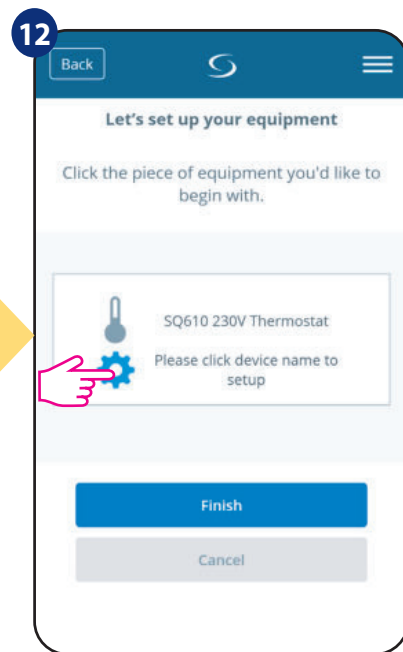 12
Back
Let's set up your equipment
Click the piece of equipment you'd like to
begin with.
SQ610 230V Thermostat
Please click device name to
setup
Finish
Cancel